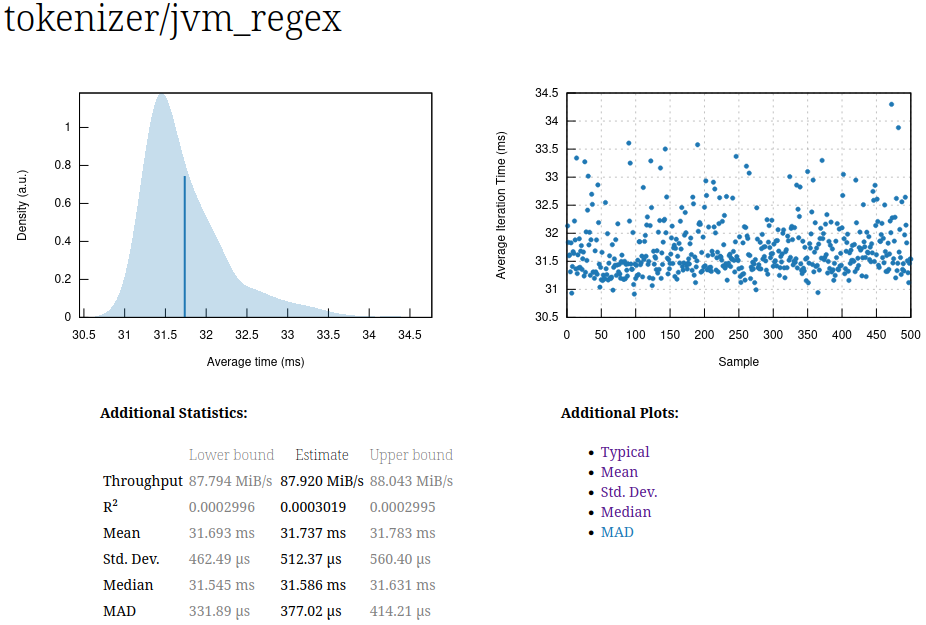 tokenizer/jvm_regex
Density (a.u.)
1
0.8
0.6
0.4
0.2
0
30.5 31 31.5 32 32.5 33 33.5 34 34.5
Average time (ms)
Average Iteration Time (ms)
34.5
34
33.5
33
32.5
32
31.5
31
30.5
0 50 100 150 200 250 300 350 400 450 500
Sample
Additional Statistics:
Lower bound Estimate Upper bound
Throughput 87.794 MiB/s 87.920 MiB/s 88.043 MiB/s
R² 0.0002996 0.0003019 0.0002995
Mean 31.693 ms 31.737 ms 31.783 ms
Std. Dev. 462.49 µs 512.37 µs 560.40 µs
Median 31.545 ms 31.586 ms 31.631 ms
MAD 331.89 µs 377.02 µs 414.21 µs
Additional Plots:
• Typical
• Mean
• Std. Dev.
• Median
• MAD